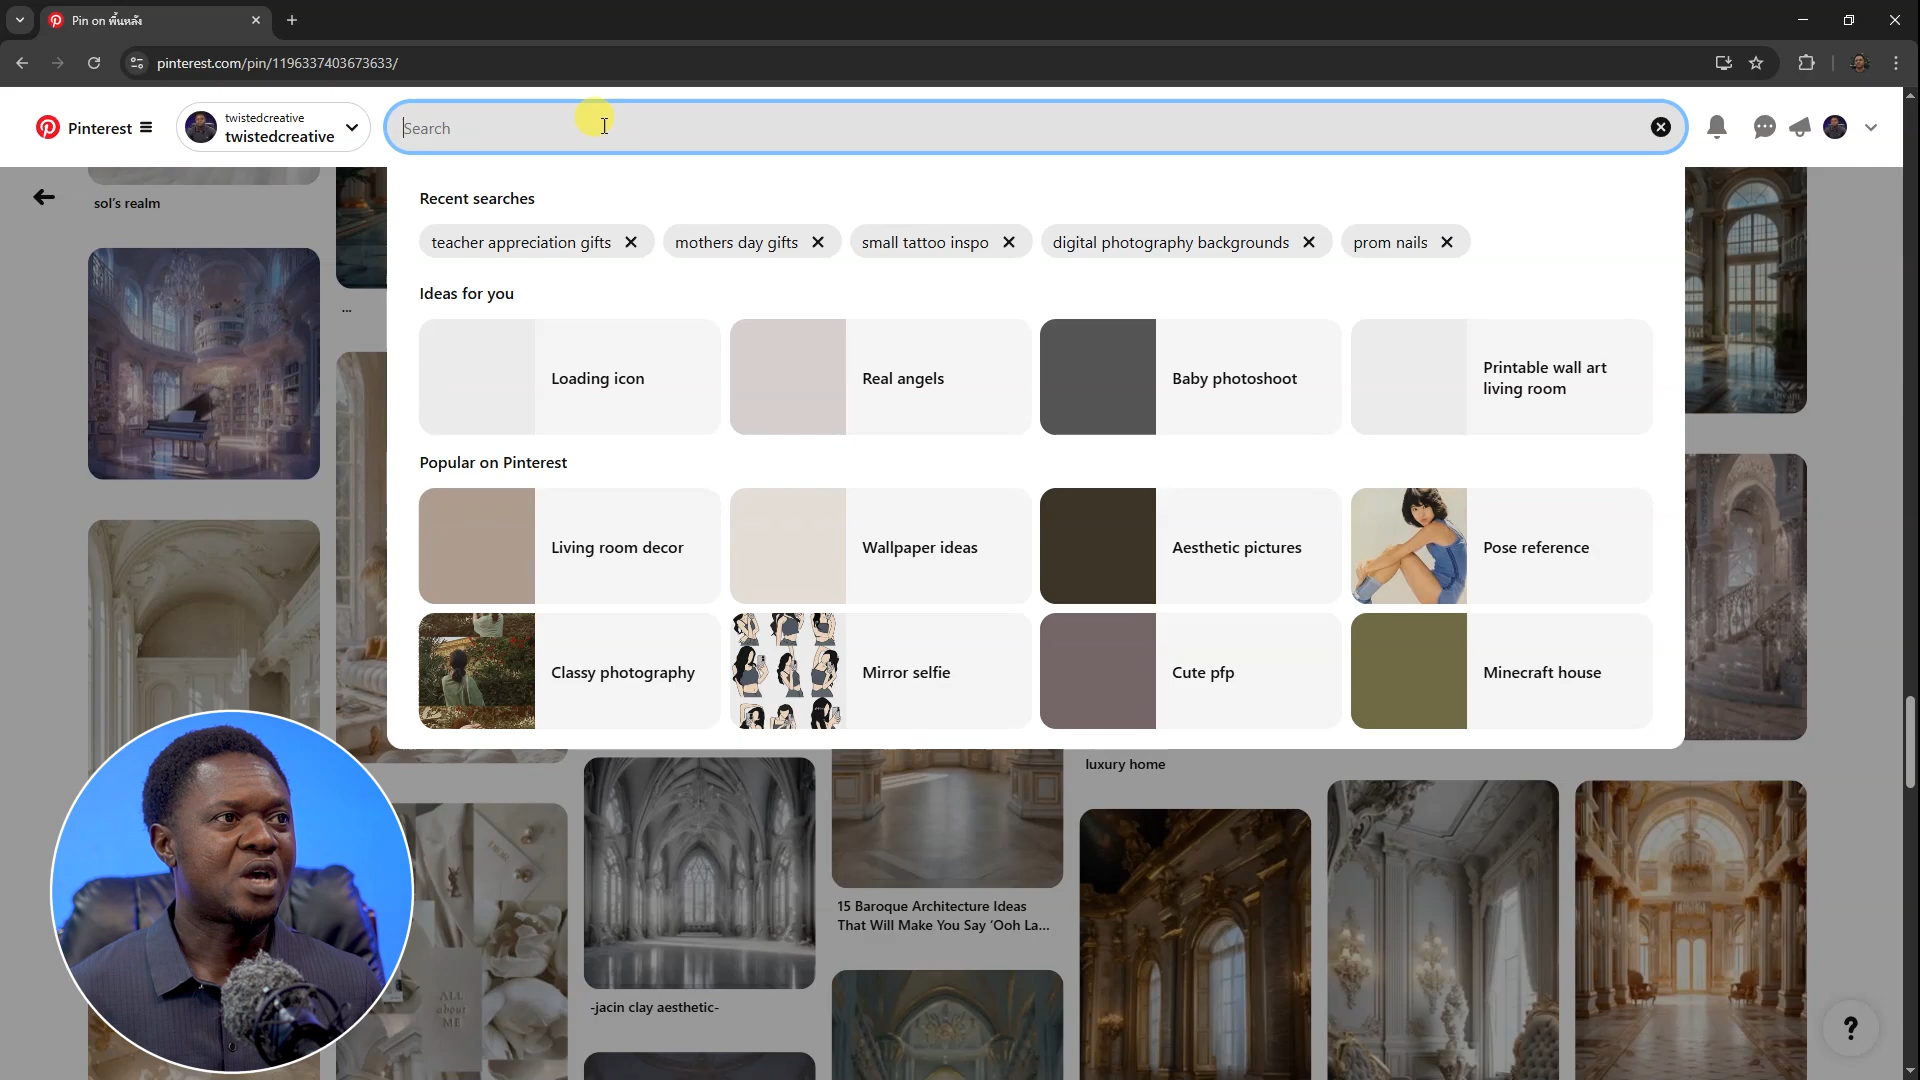 Pin on พื้นหลัง
pinterest.com/pin/1196337403673633/
Pinterest
twistedcreative
twistedcreative
Search
Recent searches
teacher appreciation gifts
mothers day gifts
small tattoo inspo
digital photography backgrounds
prom nails
Ideas for you
Loading icon
Real angels
Baby photoshoot
Printable wall art
living room
Popular on Pinterest
Living room decor
Wallpaper ideas
Aesthetic pictures
Pose reference
Classy photography
Mirror selfie
Cute pfp
Minecraft house
sol's realm
...
luxury home
15 Baroque Architecture Ideas
That Will Make You Say 'Ooh La...
-jacin clay aesthetic-
ALL
about
ME
?